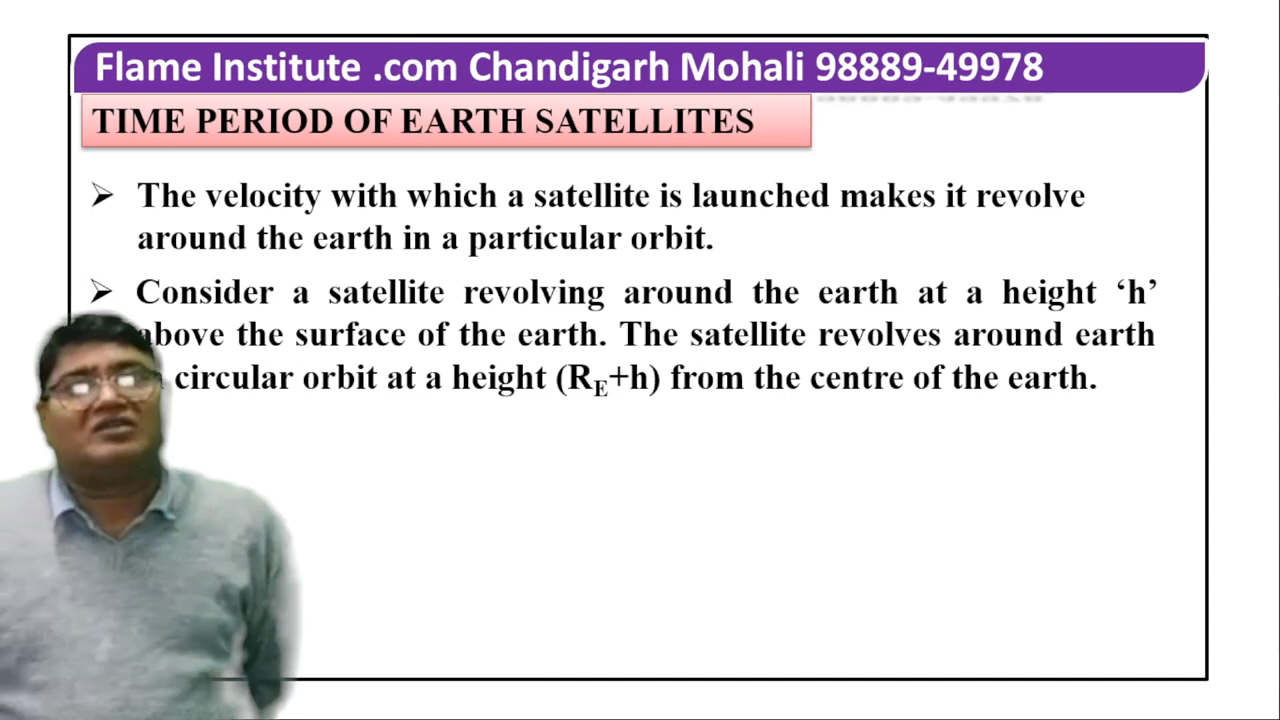 Flame Institute .com Chandigarh Mohali 98889-49978
TIME PERIOD OF EARTH SATELLITES
➢ The velocity with which a satellite is launched makes it revolve
around the earth in a particular orbit.
➢ Consider a satellite revolving around the earth at a height ‘h’
above the surface of the earth. The satellite revolves around earth
circular orbit at a height (R_E+h) from the centre of the earth.